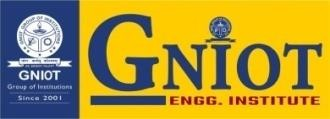 GNIOT GROUP OF INSTITUTIONS
GNIOT
Group of Institutions
Since 2001
GNIOT
ENGG. INSTITUTE